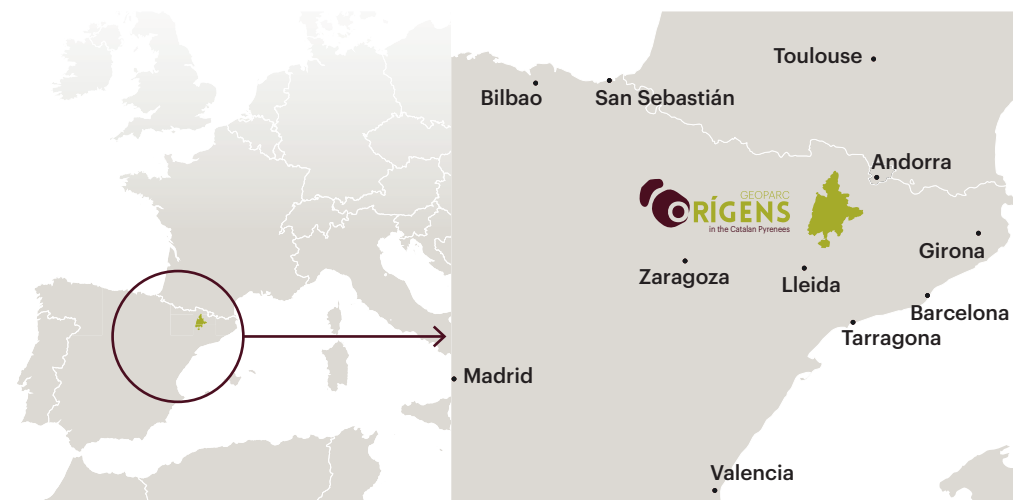 Toulouse
Bilbao
San Sebastián
Andorra
GEOPARC
ORÍGENS
in the Catalan Pyrenees
Girona
Zaragoza
Lleida
Barcelona
Tarragona
Madrid
Valencia